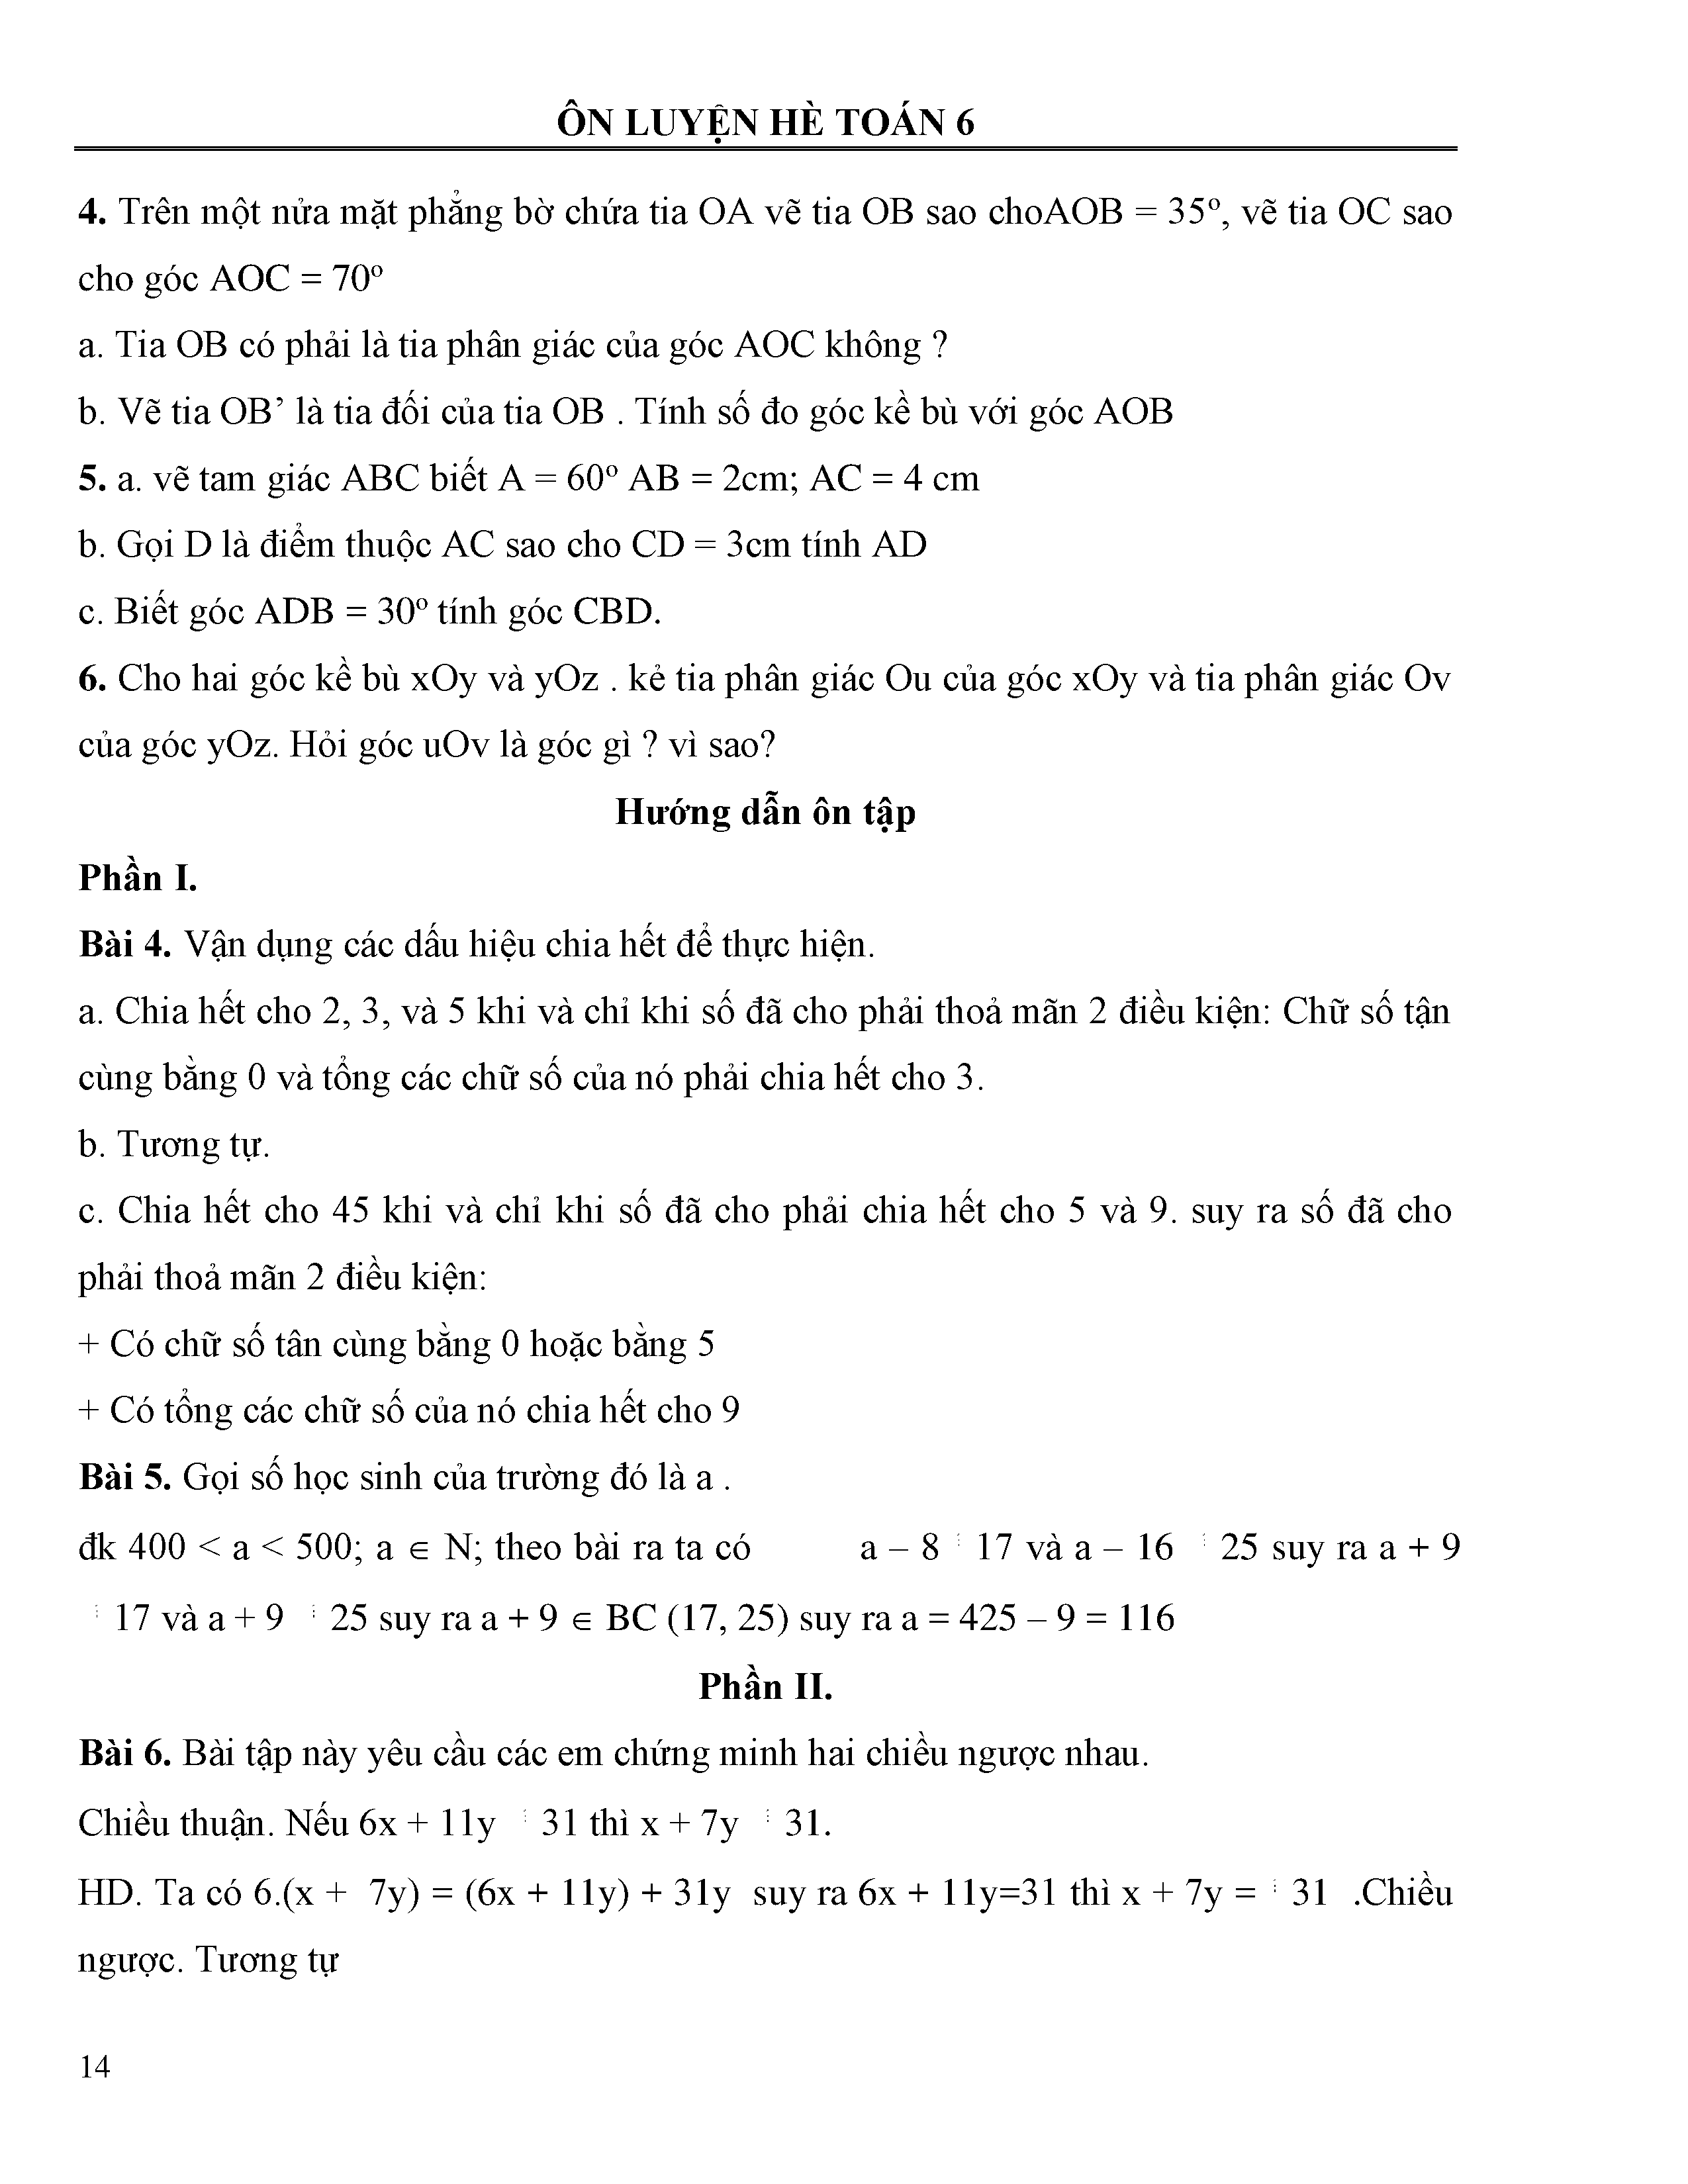 ÔN LUYỆN HÈ TOÁN 6
4. Trên một nửa mặt phẳng bờ chứa tia OA vẽ tia OB sao choAOB = 35º, vẽ tia OC sao
cho góc AOC = 70º
a. Tia OB có phải là tia phân giác của góc AOC không ?
b. Vẽ tia OB’ là tia đối của tia OB . Tính số đo góc kề bù với góc AOB
5. a. vẽ tam giác ABC biết A = 60º AB = 2cm; AC = 4 cm
b. Gọi D là điểm thuộc AC sao cho CD = 3cm tính AD
c. Biết góc ADB = 30º tính góc CBD.
6. Cho hai góc kề bù xOy và yOz . kẻ tia phân giác Ou của góc xOy và tia phân giác Ov
của góc yOz. Hỏi góc uOv là góc gì ? vì sao?
Hướng dẫn ôn tập
Phần I.
Bài 4. Vận dụng các dấu hiệu chia hết để thực hiện.
a. Chia hết cho 2, 3, và 5 khi và chỉ khi số đã cho phải thoả mãn 2 điều kiện: Chữ số tận
cùng bằng 0 và tổng các chữ số của nó phải chia hết cho 3.
b. Tương tự.
c. Chia hết cho 45 khi và chỉ khi số đã cho phải chia hết cho 5 và 9. suy ra số đã cho
phải thoả mãn 2 điều kiện:
+ Có chữ số tân cùng bằng 0 hoặc bằng 5
+ Có tổng các chữ số của nó chia hết cho 9
Bài 5. Gọi số học sinh của trường đó là a .
đk 400 < a < 500; a ∈ N; theo bài ra ta có a – 8 ⋮ 17 và a – 16 ⋮ 25 suy ra a + 9
⋮ 17 và a + 9 ⋮ 25 suy ra a + 9 ∈ BC (17, 25) suy ra a = 425 – 9 = 116
Phần II.
Bài 6. Bài tập này yêu cầu các em chứng minh hai chiều ngược nhau.
Chiều thuận. Nếu 6x + 11y ⋮ 31 thì x + 7y ⋮ 31.
HD. Ta có 6.(x + 7y) = (6x + 11y) + 31y suy ra 6x + 11y=31 thì x + 7y = ⋮ 31 .Chiều
ngược. Tương tự
14